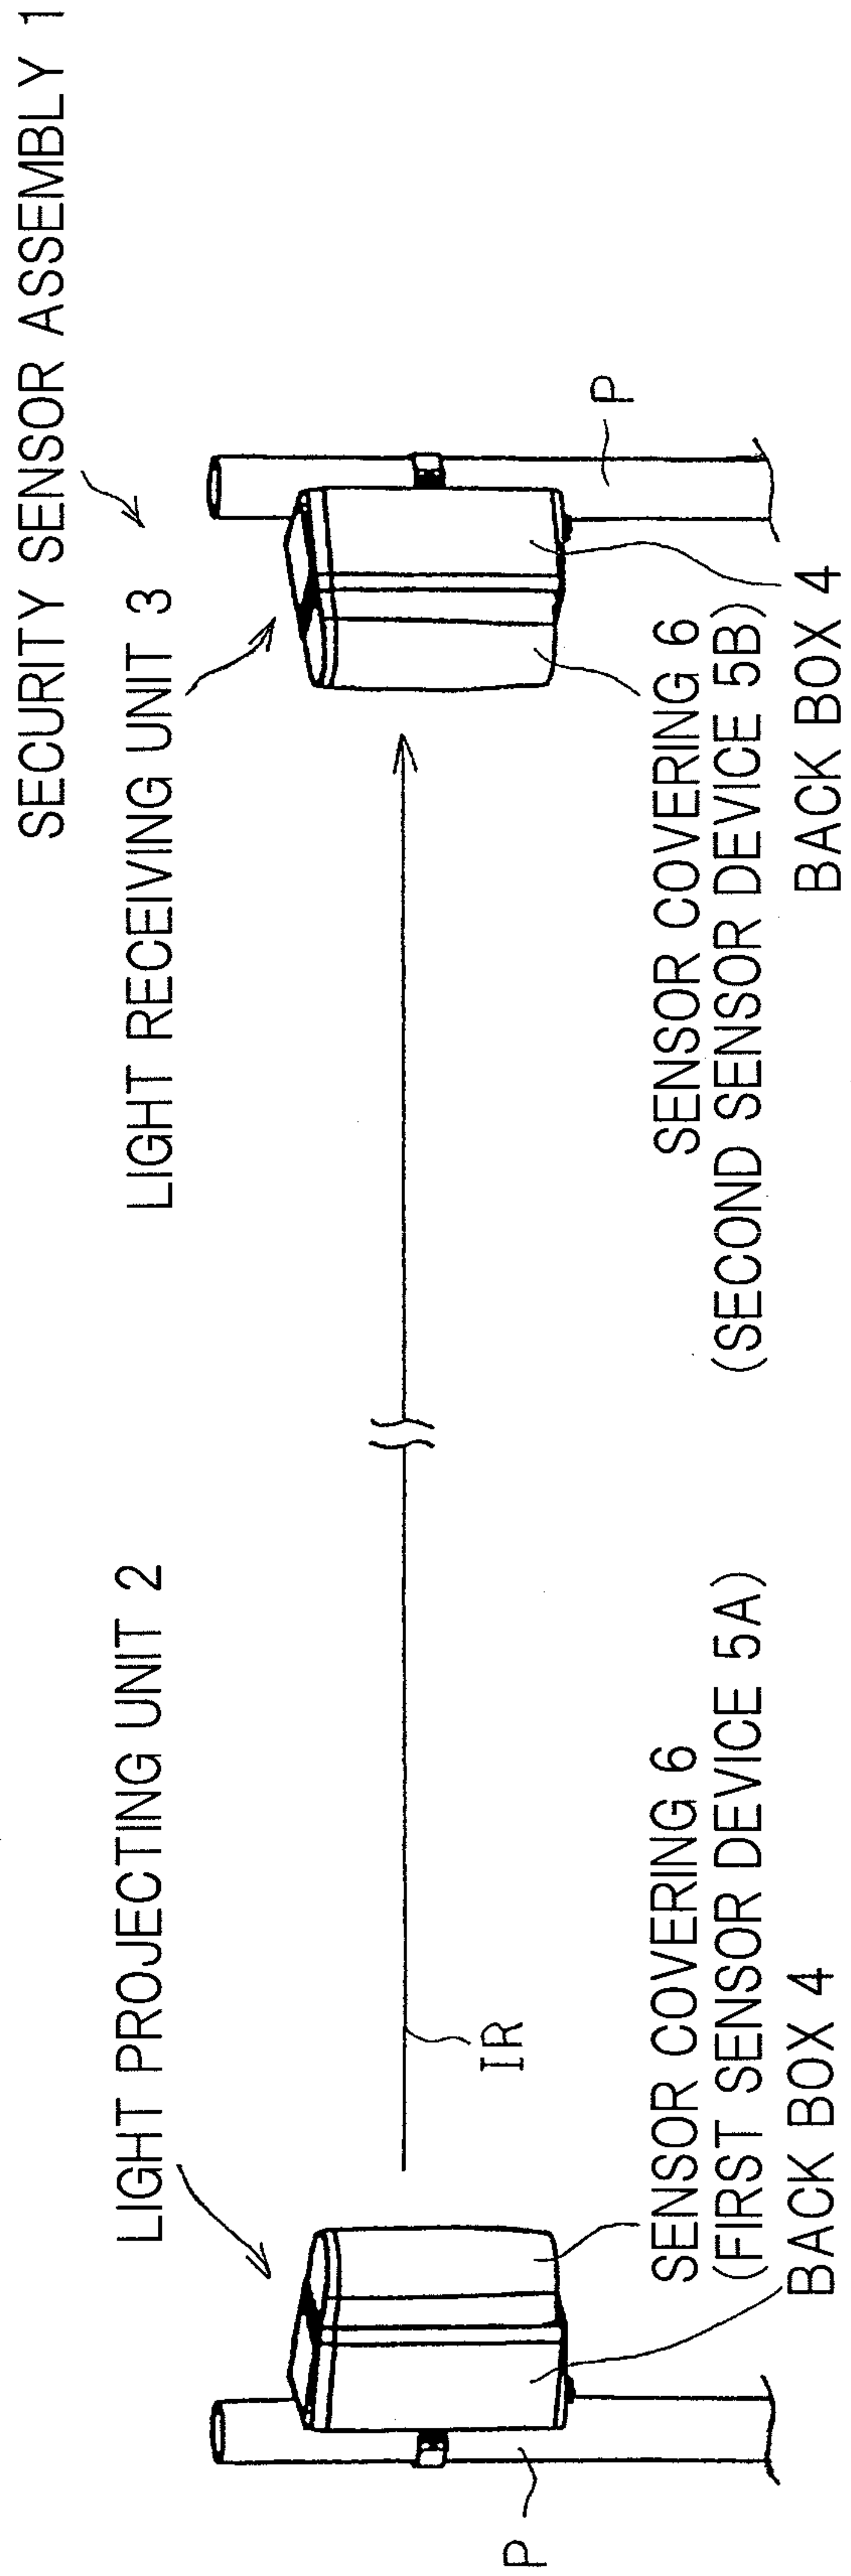 SECURITY SENSOR ASSEMBLY 1
LIGHT PROJECTING UNIT 2
LIGHT RECEIVING UNIT 3
IR
P
P
SENSOR COVERING 6
(FIRST SENSOR DEVICE 5A)
BACK BOX 4
SENSOR COVERING 6
(SECOND SENSOR DEVICE 5B)
BACK BOX 4